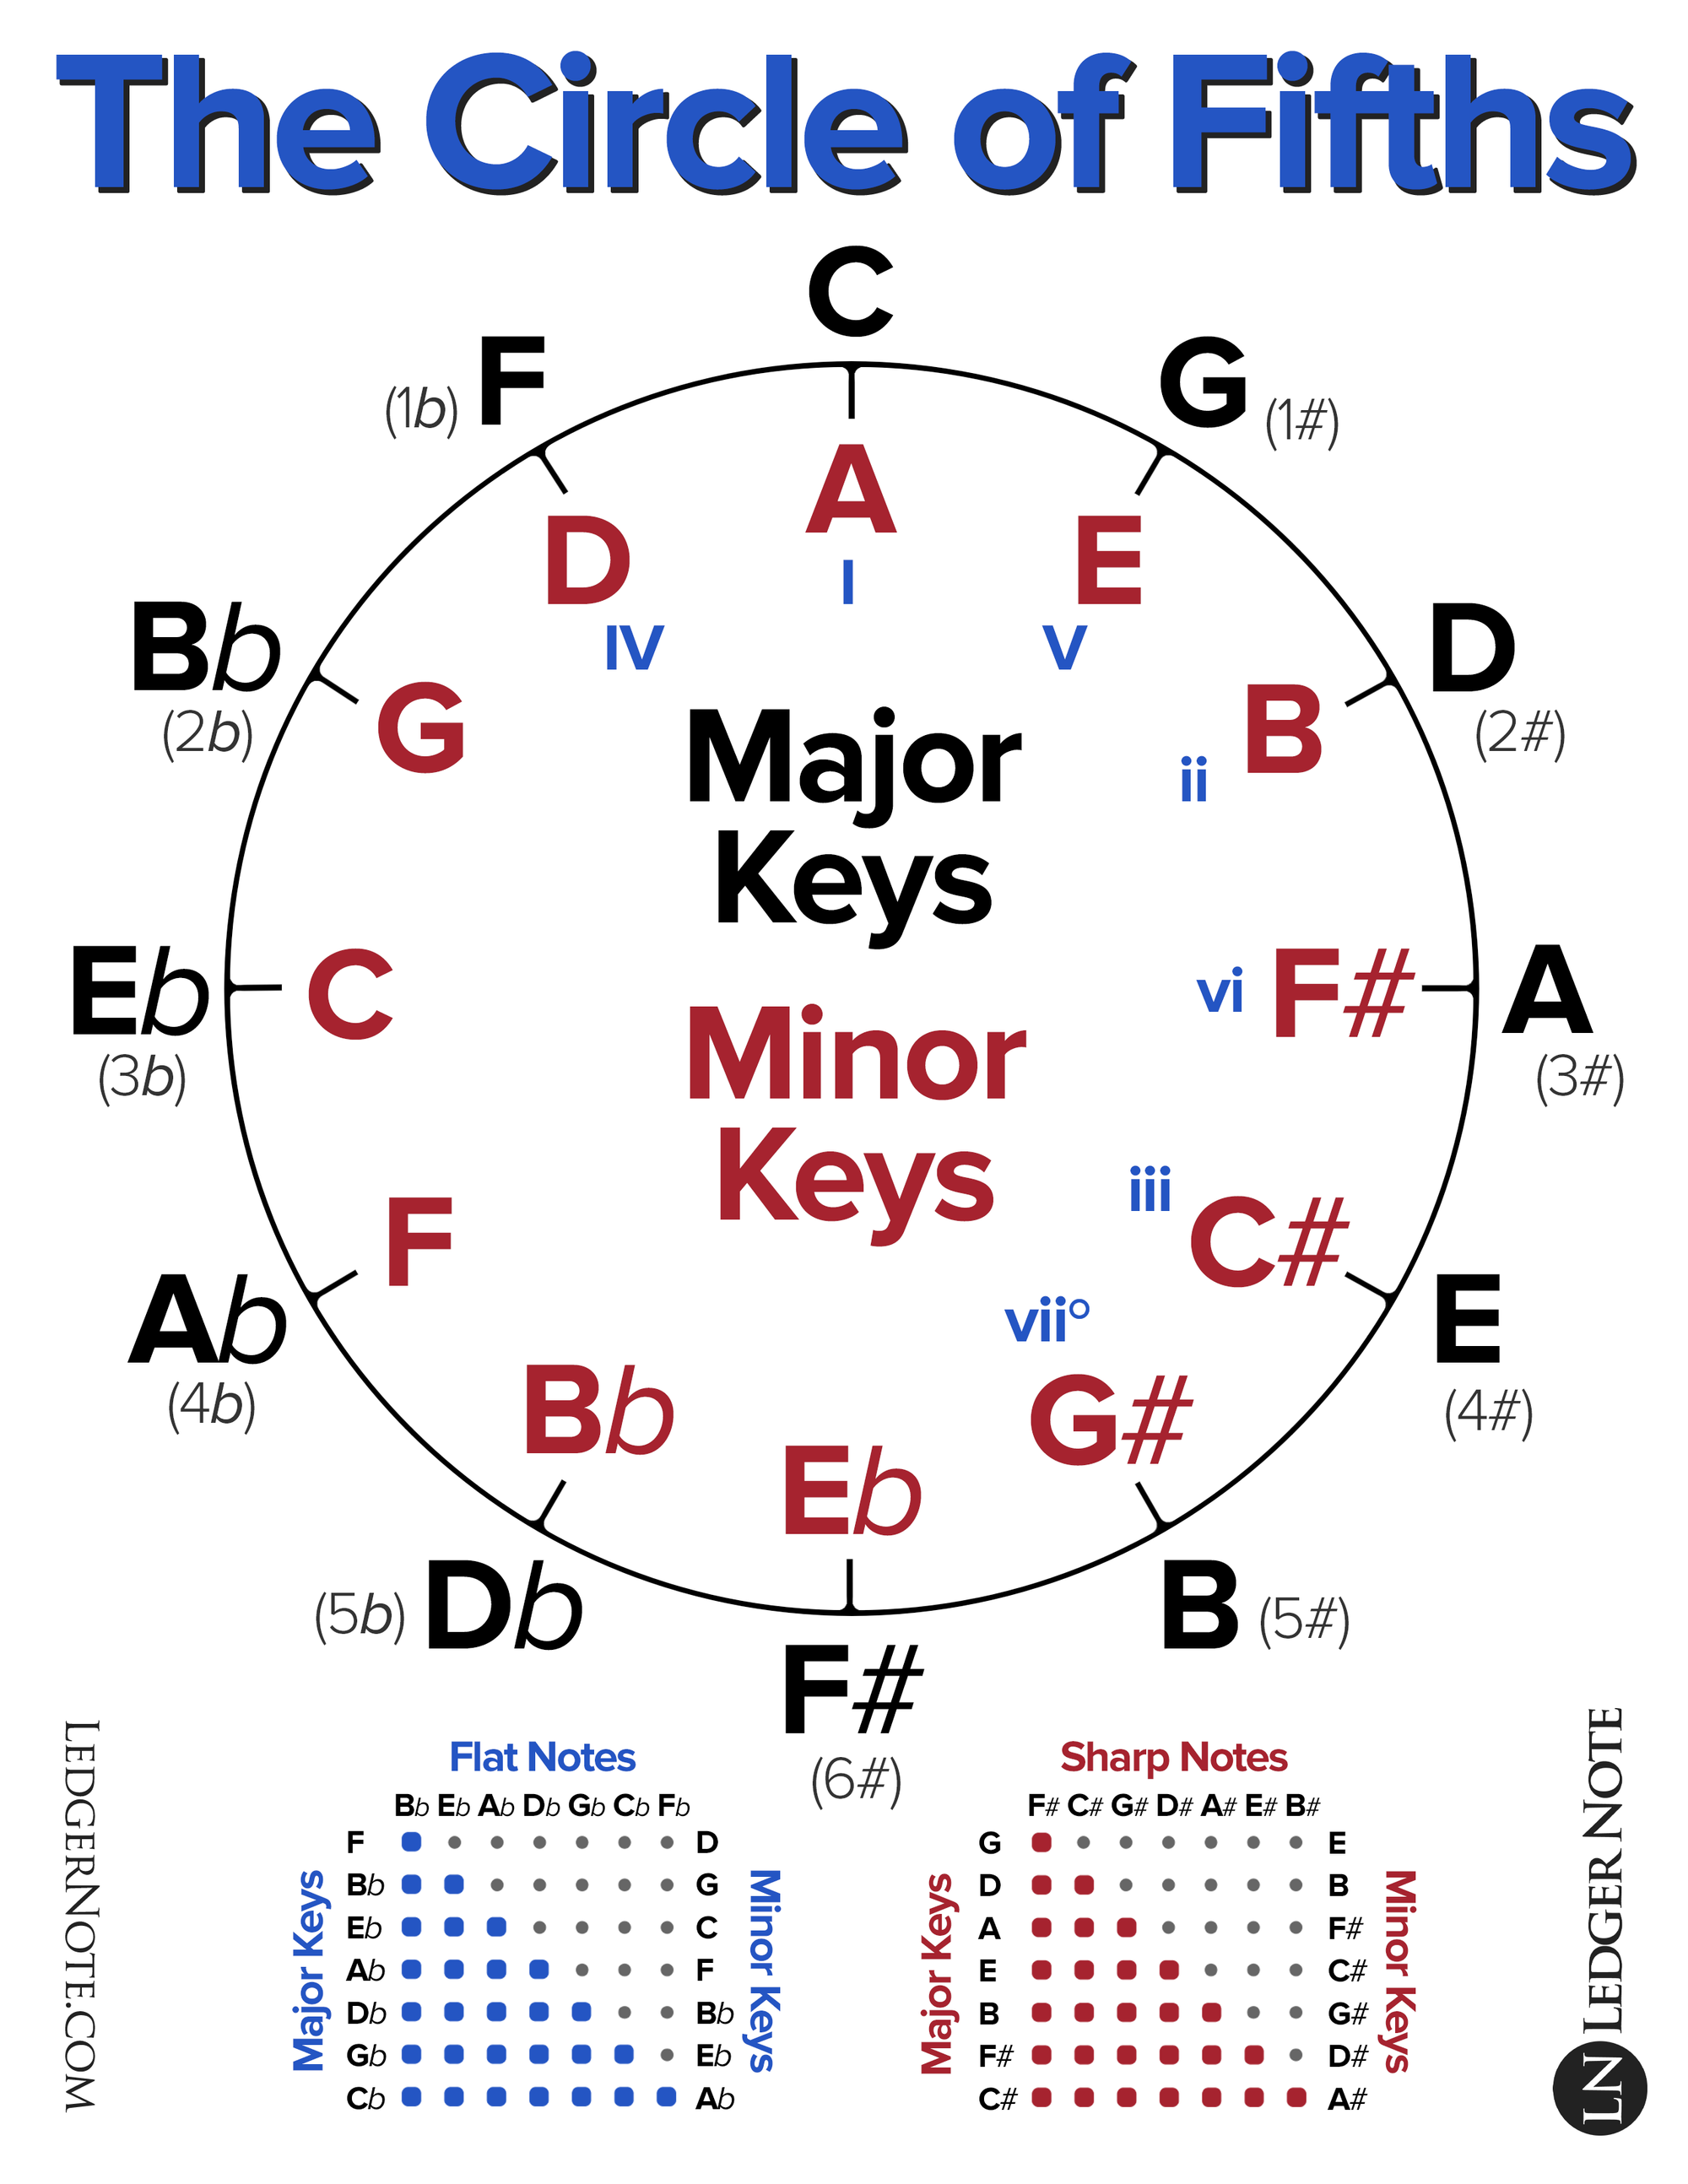 The Circle of Fifths
C
F
(1b)
G
(1#)
A
I
D
IV
E
V
Bb
(2b)
G
D
(2#)
B
ii
Major
Keys
Eb
(3b)
C
Minor
Keys
vi
F#
A
(3#)
iii
C#
E
(4#)
F
Ab
(4b)
vii°
G#
Bb
Eb
(5b)
Db
B
(5#)
F#
(6#)
Flat Notes
Bb Eb Ab Db Gb Cb Fb
Major Keys
F D
Bb G
Eb C
Ab F
Db Bb
Gb Eb
Cb Ab
Minor Keys
Sharp Notes
F# C# G# D# A# E# B#
Major Keys
G E
D B
A F#
E C#
B G#
F# D#
C# A#
Minor Keys
LEDGERNOTE.COM
LN LEDGER NOTE